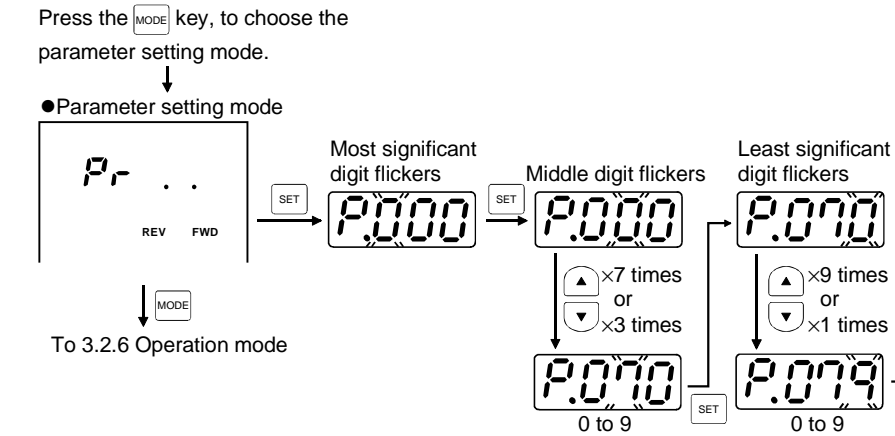 Press the MODE key, to choose the
parameter setting mode.
●Parameter setting mode
Pr . .
REV FWD
MODE
To 3.2.6 Operation mode
SET
Most significant
digit flickers
P.000
SET
Middle digit flickers
P.000
▲ ×7 times
or
▼ ×3 times
P.070
0 to 9
SET
Least significant
digit flickers
P.070
▲ ×9 times
or
▼ ×1 times
P.079
0 to 9